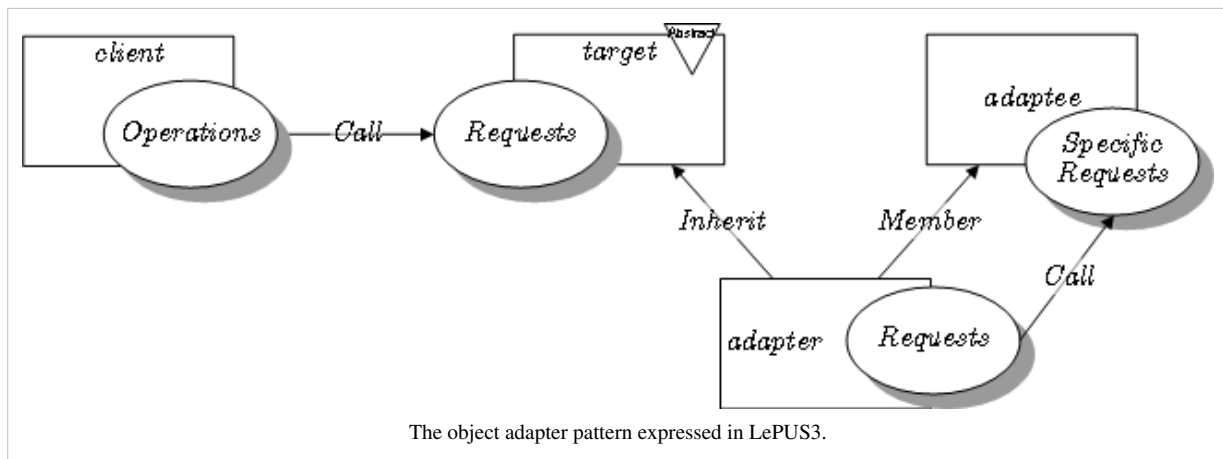 client
Operations
Call
target
Abstract
Requests
adaptee
Specific
Requests
Inherit
Member
Call
adapter
Requests
The object adapter pattern expressed in LePUS3.